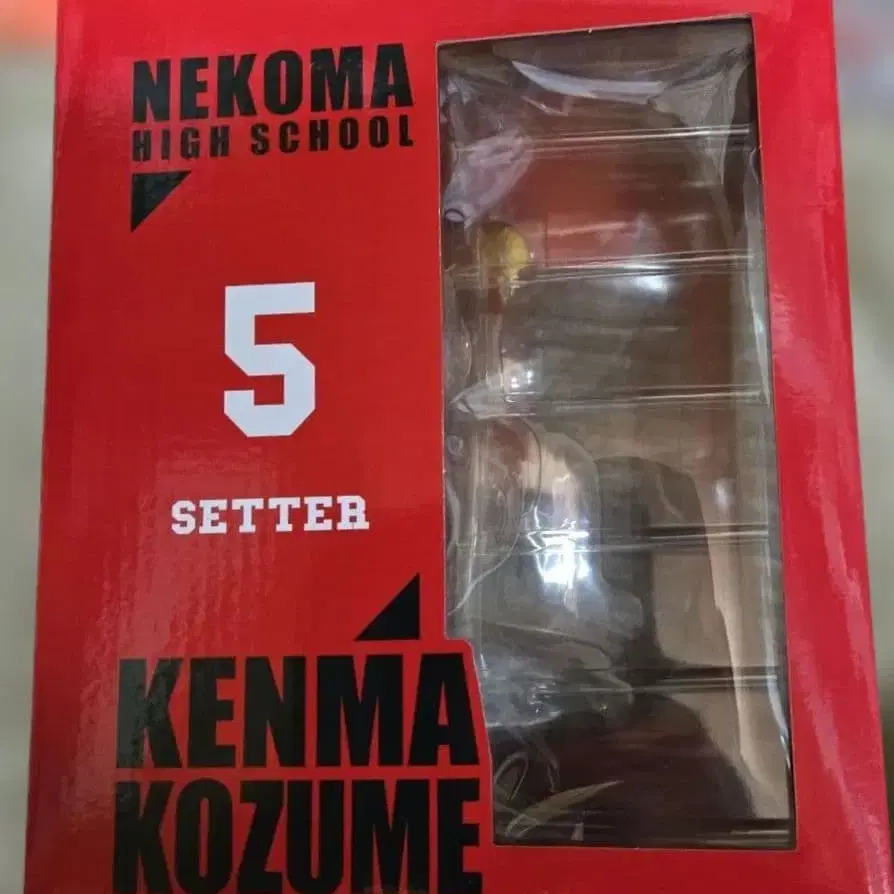 NEKOMA
HIGH SCHOOL
5
SETTER
KENMA
KOZUME